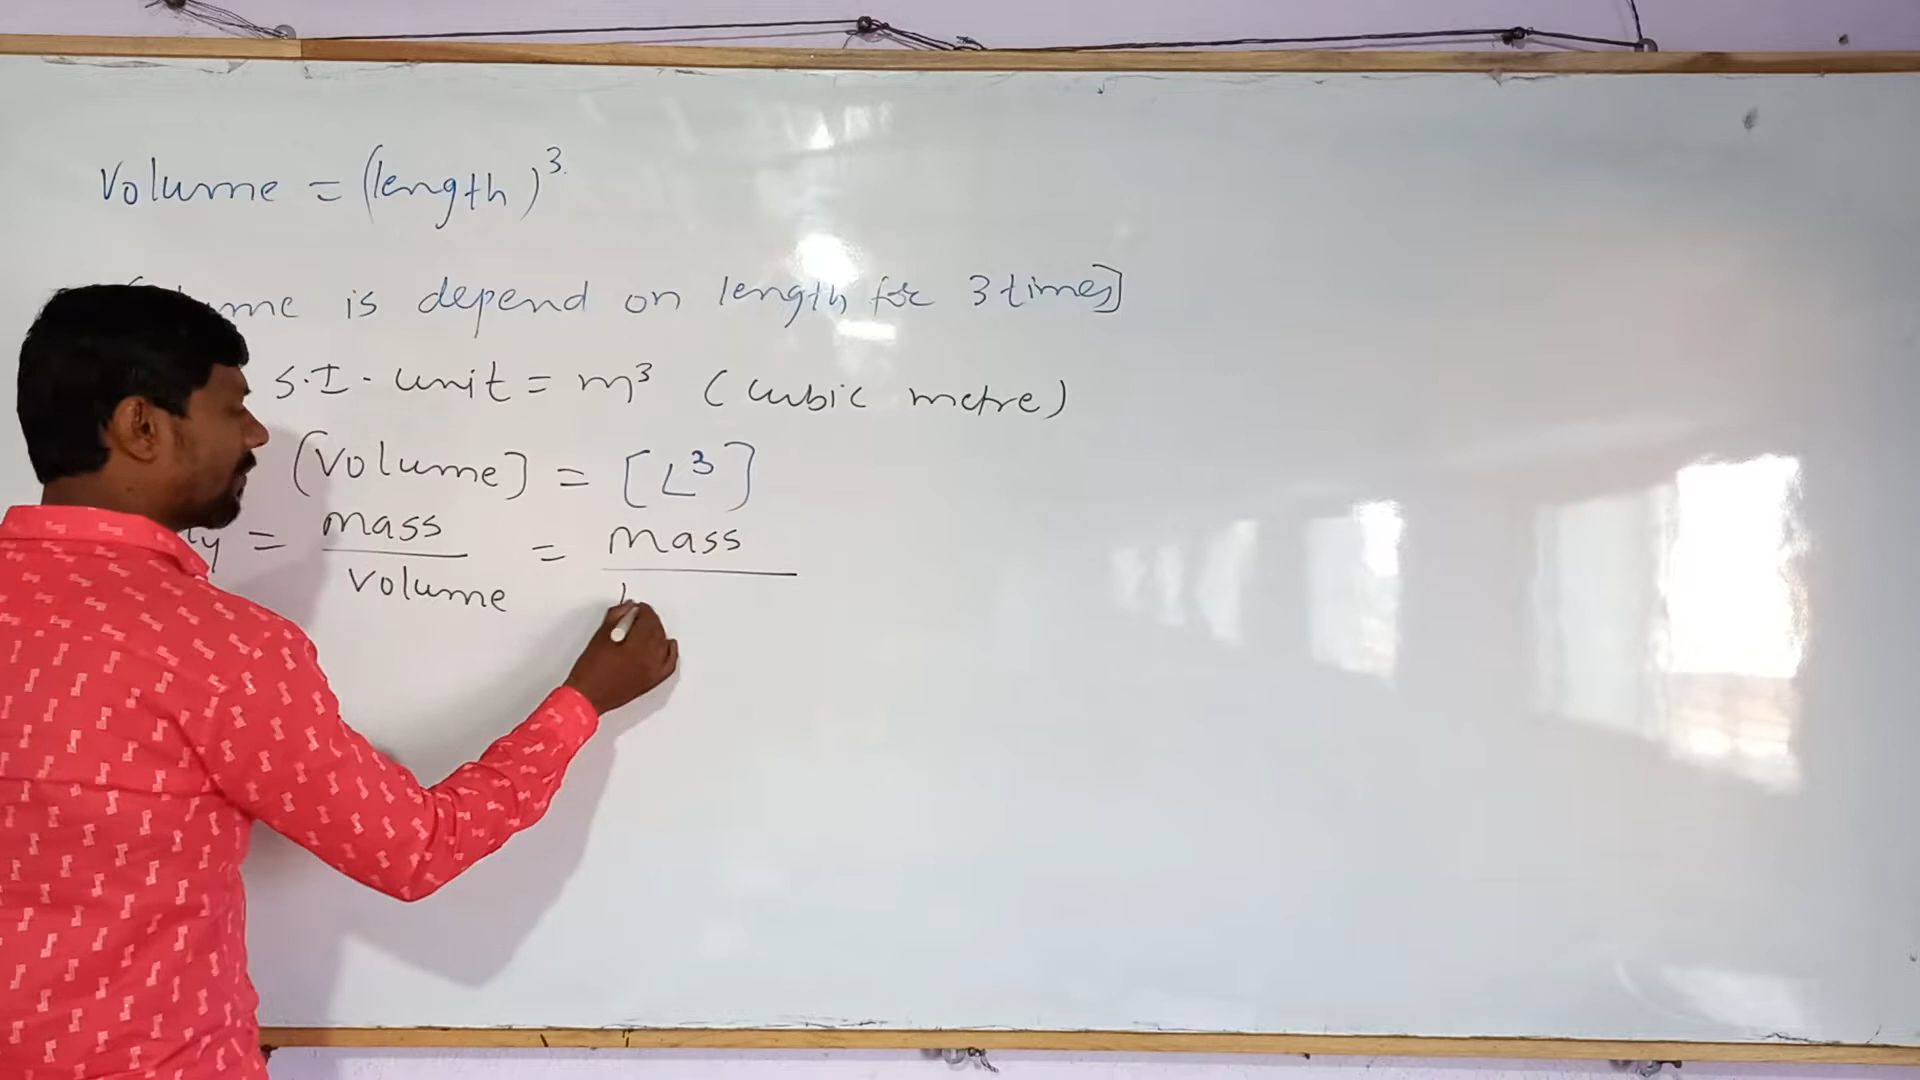 Volume = (length)³
is depend on length for 3 times]
S.I. unit = m³ (cubic metre)
(Volume] = [L³]
= mass / volume = mass